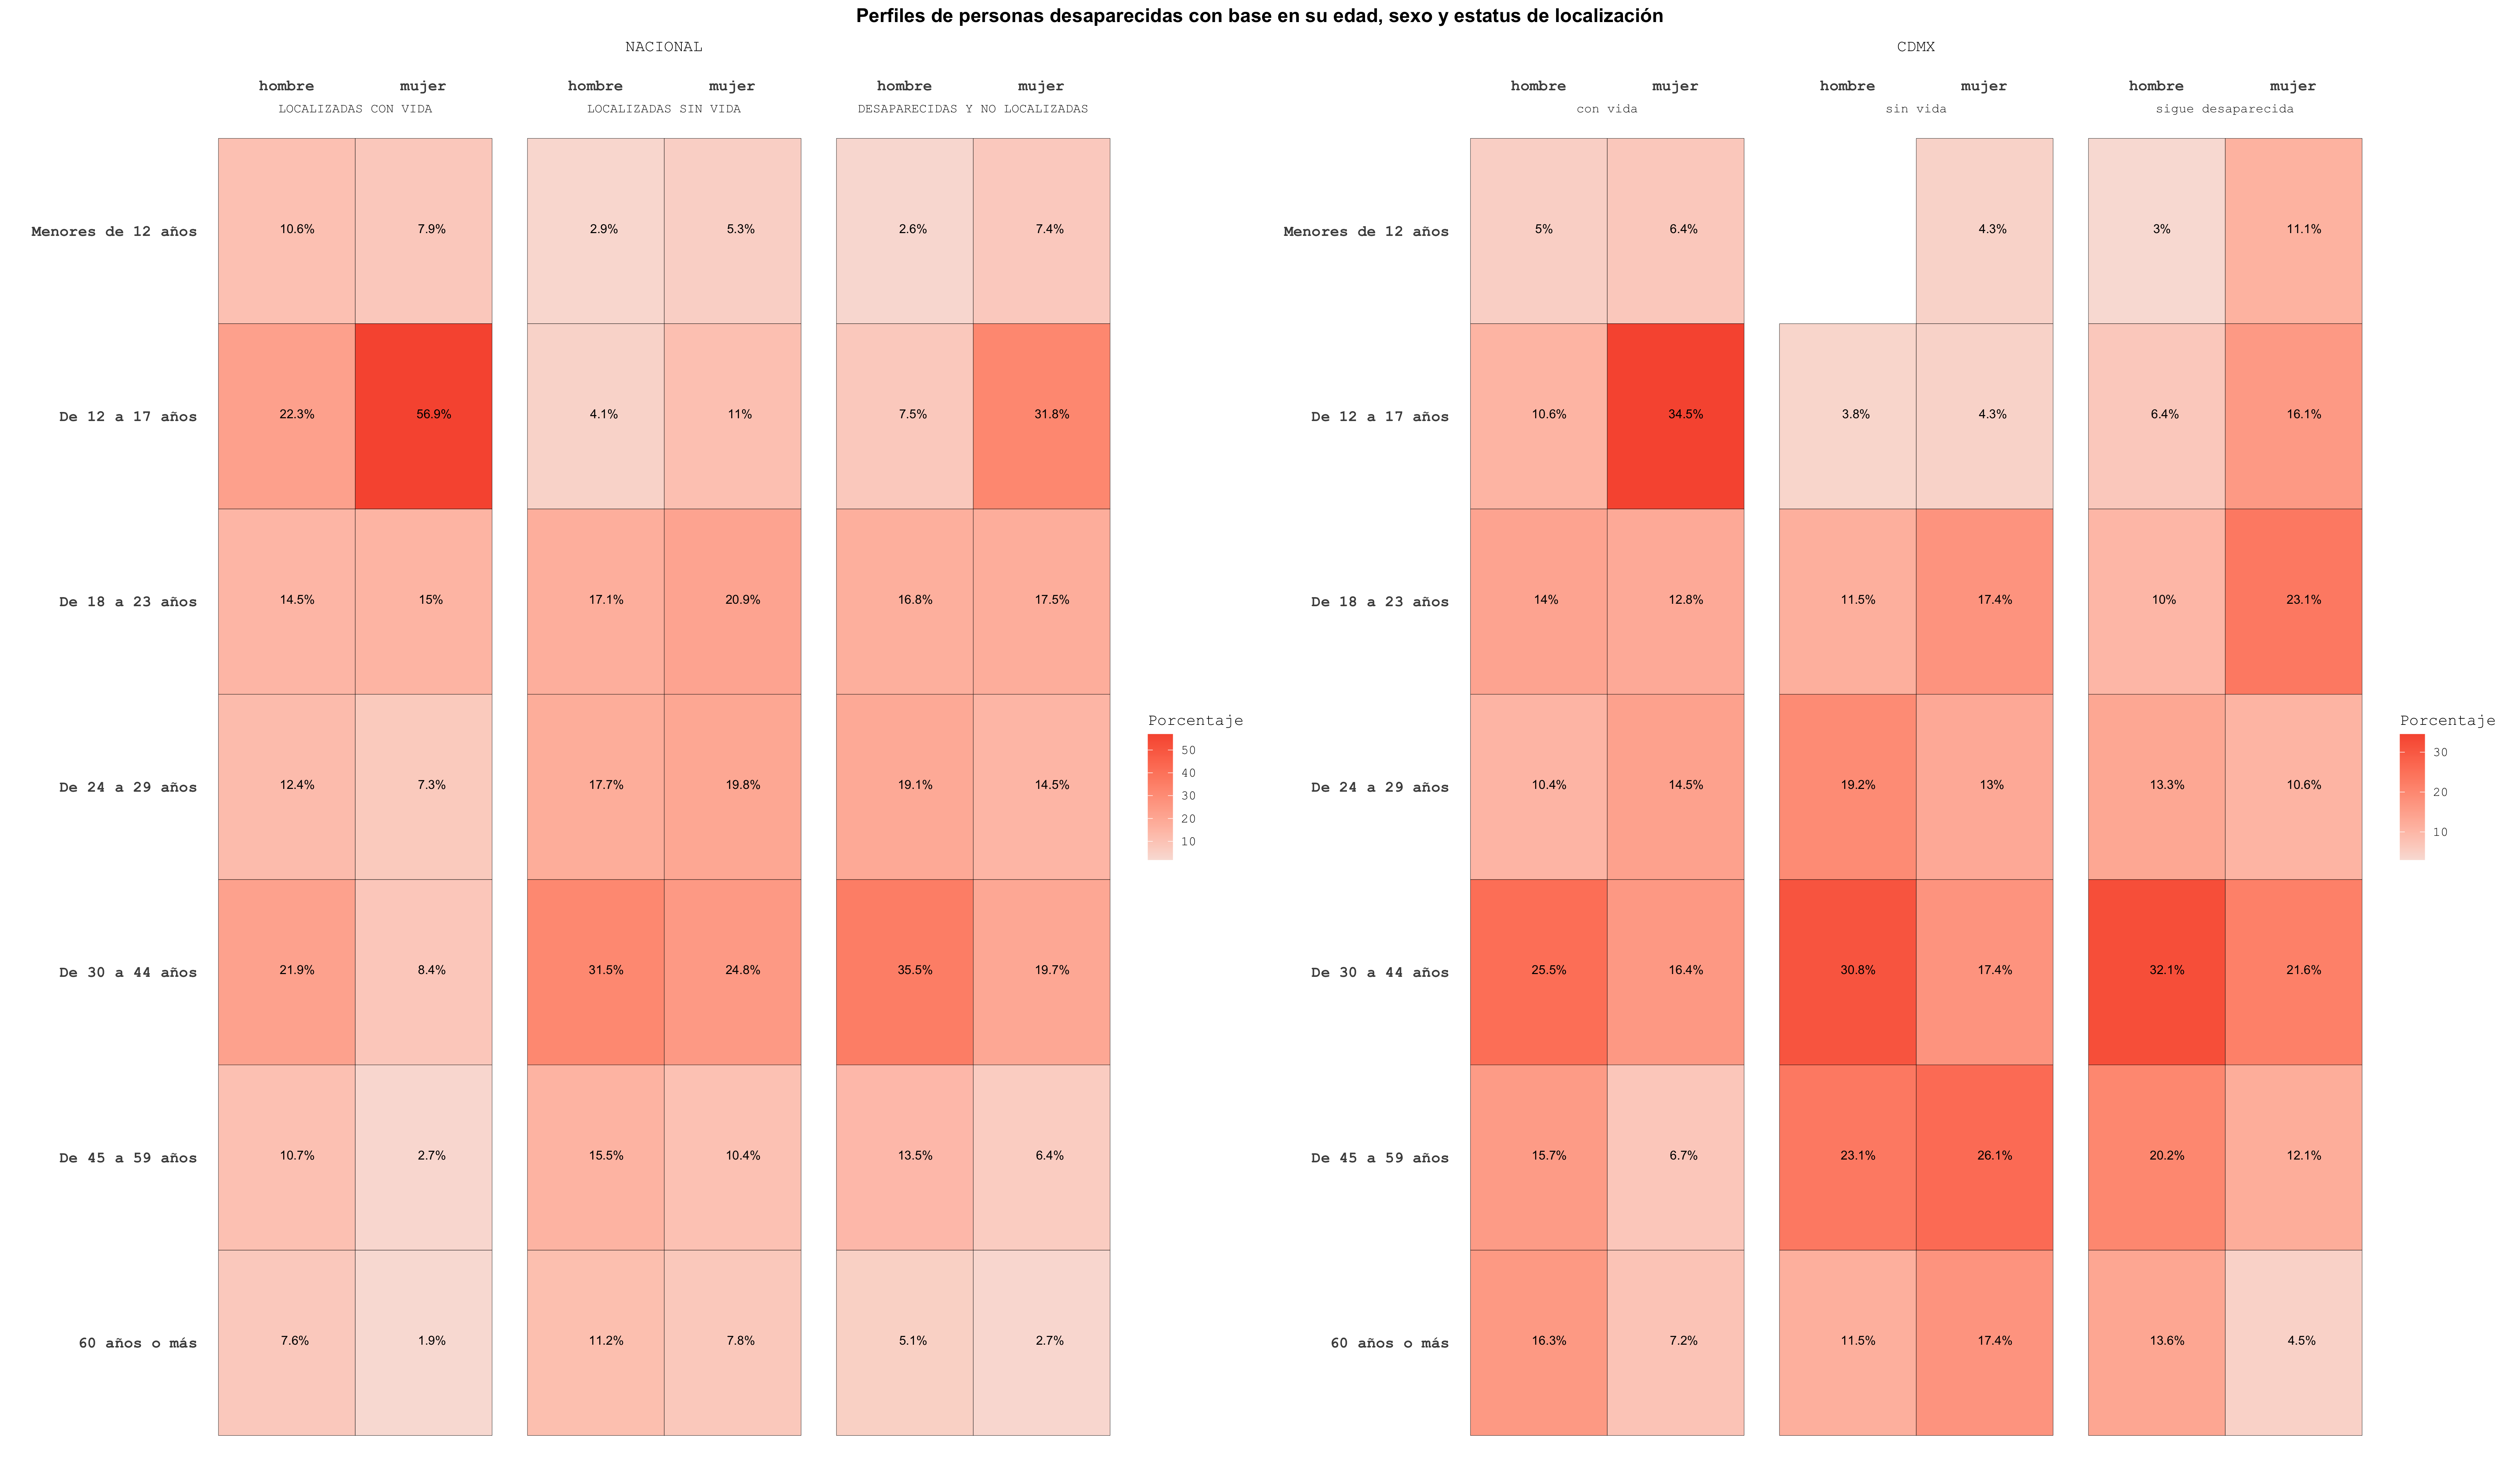 Perfiles de personas desaparecidas con base en su edad, sexo y estatus de localización
NACIONAL
hombre mujer hombre mujer hombre mujer
LOCALIZADAS CON VIDA LOCALIZADAS SIN VIDA DESAPARECIDAS Y NO LOCALIZADAS
Menores de 12 años 10.6% 7.9% 2.9% 5.3% 2.6% 7.4%
De 12 a 17 años 22.3% 56.9% 4.1% 11% 7.5% 31.8%
De 18 a 23 años 14.5% 15% 17.1% 20.9% 16.8% 17.5%
De 24 a 29 años 12.4% 7.3% 17.7% 19.8% 19.1% 14.5%
De 30 a 44 años 21.9% 8.4% 31.5% 24.8% 35.5% 19.7%
De 45 a 59 años 10.7% 2.7% 15.5% 10.4% 13.5% 6.4%
60 años o más 7.6% 1.9% 11.2% 7.8% 5.1% 2.7%
Porcentaje
50
40
30
20
10
CDMX
hombre mujer hombre mujer hombre mujer
con vida sin vida sigue desaparecida
Menores de 12 años 5% 6.4% 4.3% 3% 11.1%
De 12 a 17 años 10.6% 34.5% 3.8% 4.3% 6.4% 16.1%
De 18 a 23 años 14% 12.8% 11.5% 17.4% 10% 23.1%
De 24 a 29 años 10.4% 14.5% 19.2% 13% 13.3% 10.6%
De 30 a 44 años 25.5% 16.4% 30.8% 17.4% 32.1% 21.6%
De 45 a 59 años 15.7% 6.7% 23.1% 26.1% 20.2% 12.1%
60 años o más 16.3% 7.2% 11.5% 17.4% 13.6% 4.5%
Porcentaje
30
20
10